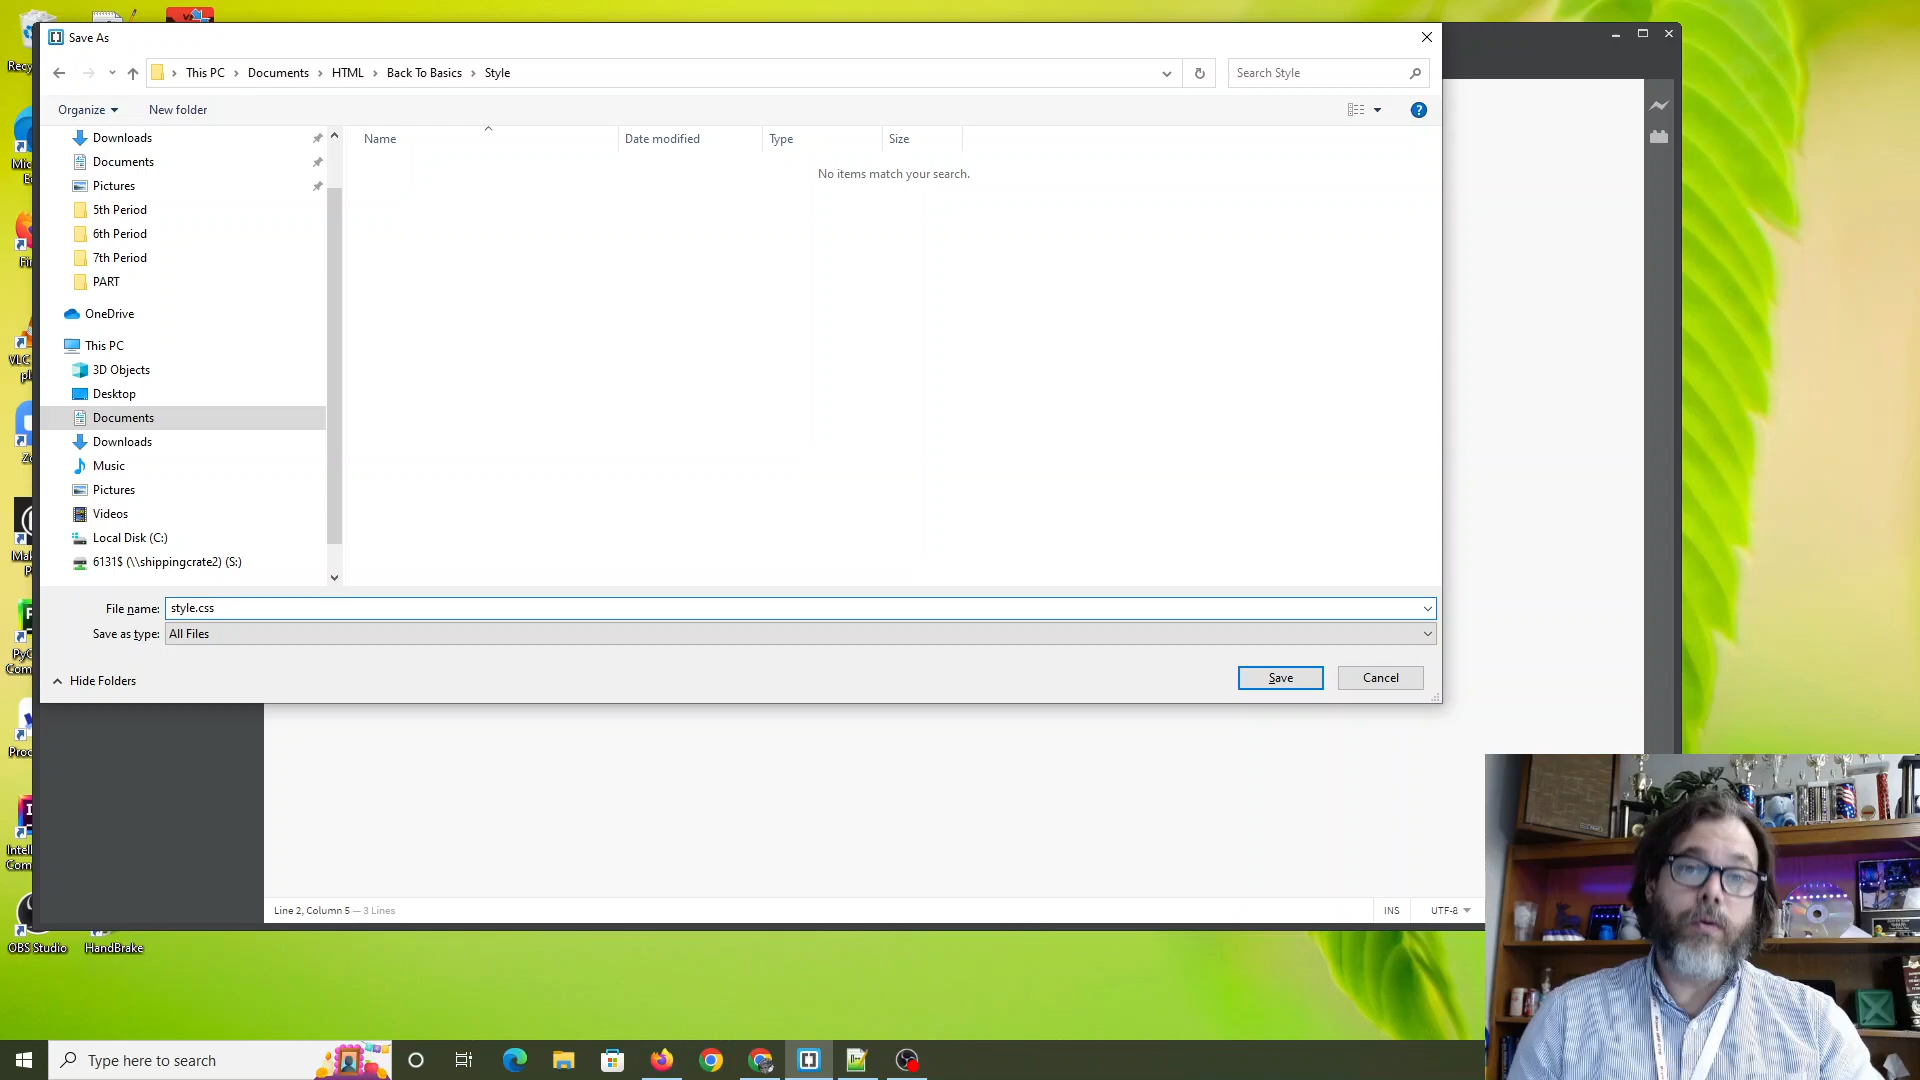 Save As
This PC
Documents
HTML
Back To Basics
Style
Search Style
Organize
New folder
Name
Date modified
Type
Size
No items match your search.
Downloads
Documents
Pictures
5th Period
6th Period
7th Period
PART
OneDrive
This PC
3D Objects
Desktop
Documents
Downloads
Music
Pictures
Videos
Local Disk (C:)
6131$ (\\shippingcrate2) (S:)
File name: style.css
Save as type: All Files
Hide Folders
Save
Cancel
Line 2, Column 5 — 3 Lines
INS
UTF-8
OBS Studio
HandBrake
Type here to search